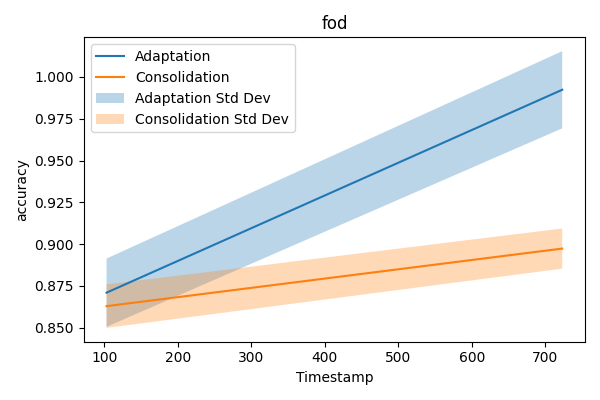 fod
Adaptation
Consolidation
Adaptation Std Dev
Consolidation Std Dev
accuracy
1.000
0.975
0.950
0.925
0.900
0.875
0.850
100 200 300 400 500 600 700
Timestamp